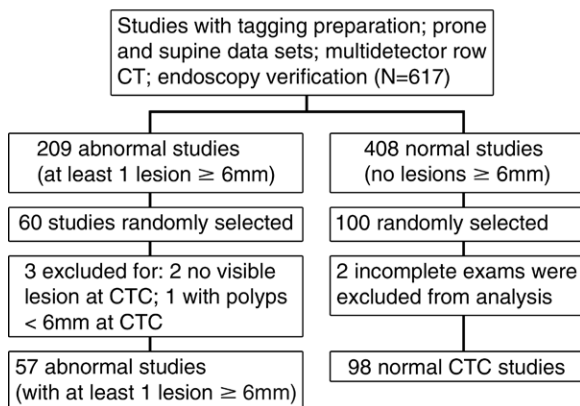 Studies with tagging preparation; prone
and supine data sets; multidetector row
CT; endoscopy verification (N=617)
209 abnormal studies
(at least 1 lesion ≥ 6mm)
408 normal studies
(no lesions ≥ 6mm)
60 studies randomly selected
100 randomly selected
3 excluded for: 2 no visible
lesion at CTC; 1 with polyps
< 6mm at CTC
2 incomplete exams were
excluded from analysis
57 abnormal studies
(with at least 1 lesion ≥ 6mm)
98 normal CTC studies